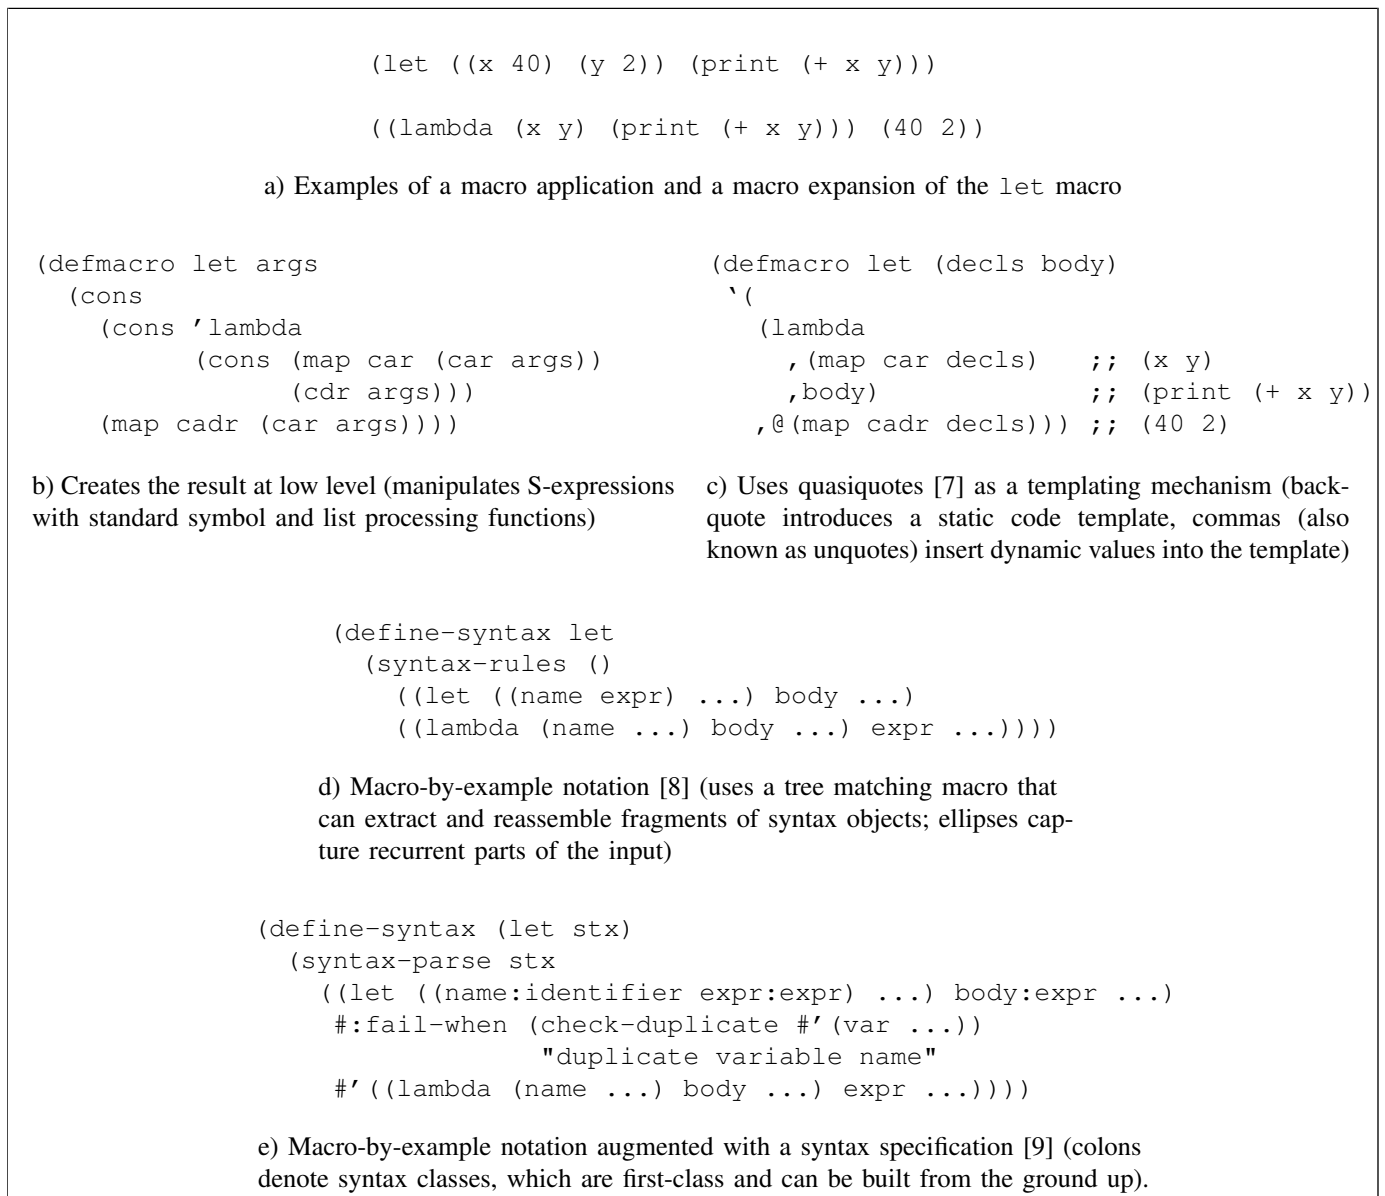 (let ((x 40) (y 2)) (print (+ x y)))
((lambda (x y) (print (+ x y))) (40 2))
a) Examples of a macro application and a macro expansion of the let macro
(defmacro let args
(cons
(cons ’lambda
(cons (map car (car args))
(cdr args)))
(map cadr (car args))))
b) Creates the result at low level (manipulates S-expressions
with standard symbol and list processing functions)
(defmacro let (decls body)
‘(
(lambda
,(map car decls) ;; (x y)
,body) ;; (print (+ x y))
,@(map cadr decls))) ;; (40 2)
c) Uses quasiquotes [7] as a templating mechanism (back-
quote introduces a static code template, commas (also
known as unquotes) insert dynamic values into the template)
(define-syntax let
(syntax-rules ()
((let ((name expr) ...) body ...)
((lambda (name ...) body ...) expr ...))))
d) Macro-by-example notation [8] (uses a tree matching macro that
can extract and reassemble fragments of syntax objects; ellipses cap-
ture recurrent parts of the input)
(define-syntax (let stx)
(syntax-parse stx
((let ((name:identifier expr:expr) ...) body:expr ...)
#:fail-when (check-duplicate #’(var ...))
"duplicate variable name"
#’((lambda (name ...) body ...) expr ...))))
e) Macro-by-example notation augmented with a syntax specification [9] (colons
denote syntax classes, which are first-class and can be built from the ground up).